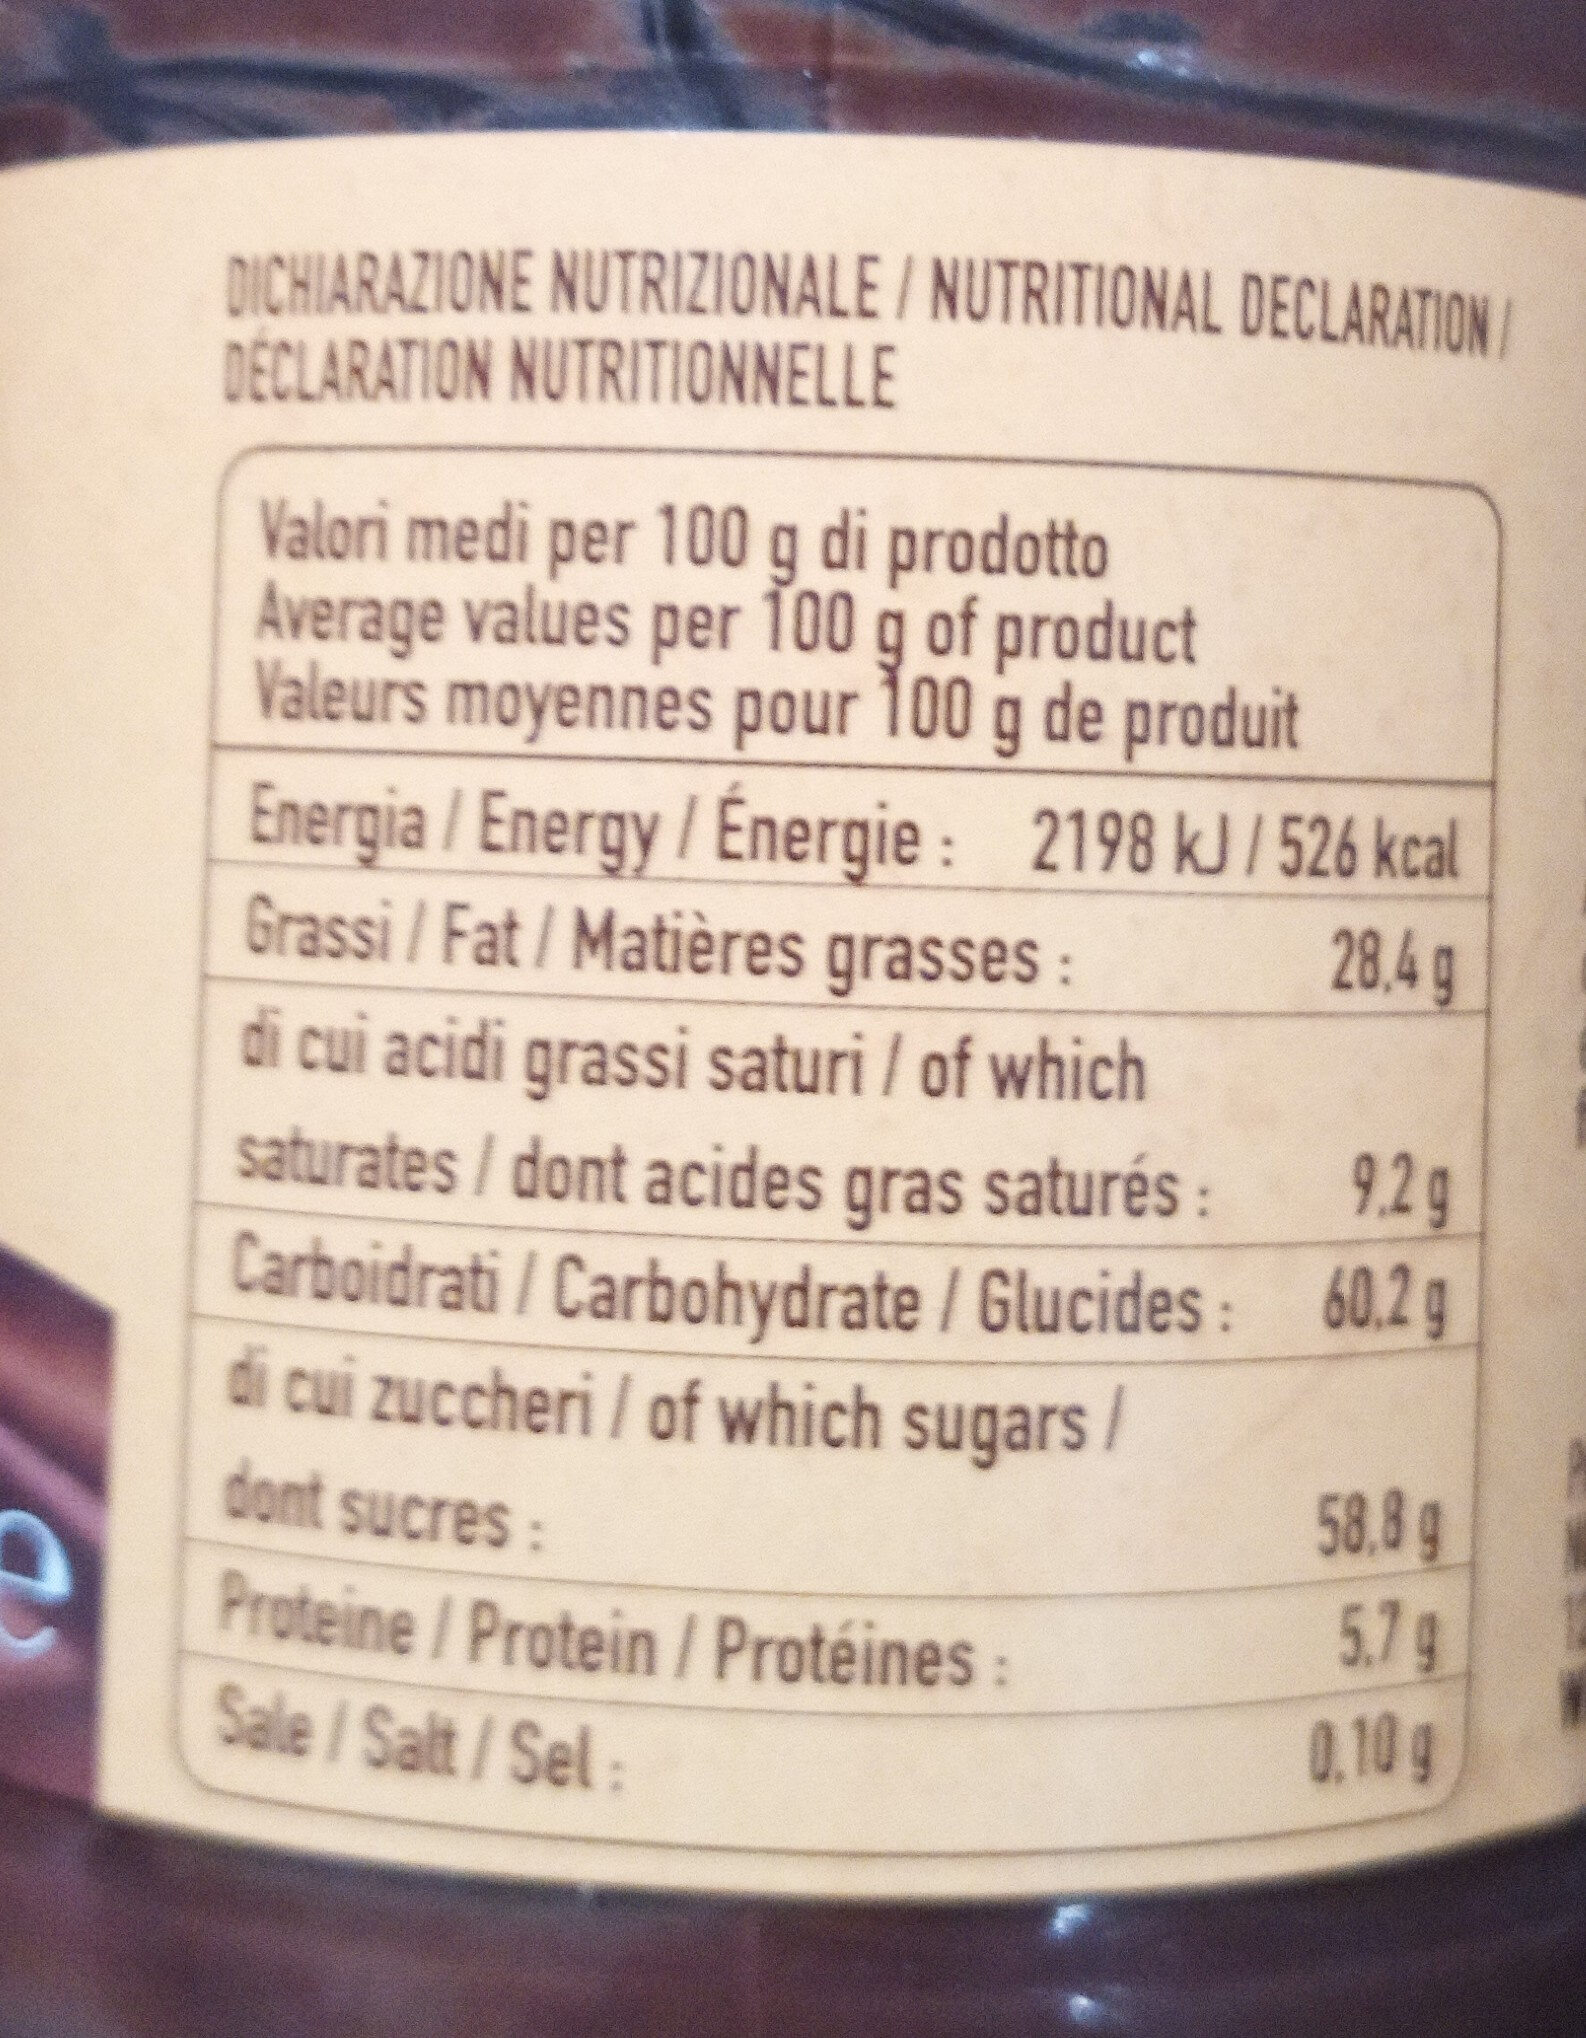 DICHIARAZIONE NUTRIZIONALE / NUTRITIONAL DECLARATION /
DÉCLARATION NUTRITIONNELLE
Valori medi per 100 g di prodotto
Average values per 100 g of product
Valeurs moyennes pour 100 g de produit
Energia / Energy / Énergie : 2198 kJ / 526 kcal
Grassi / Fat / Matières grasses : 28,4 g
di cui acidi grassi saturi / of which
saturates / dont acides gras saturés : 9,2 g
Carboidrati / Carbohydrate / Glucides : 60,2 g
di cui zuccheri / of which sugars /
dont sucres : 58,8 g
Proteine / Protein / Protéines : 5,7 g
Sale / Salt / Sel : 0,10 g
e